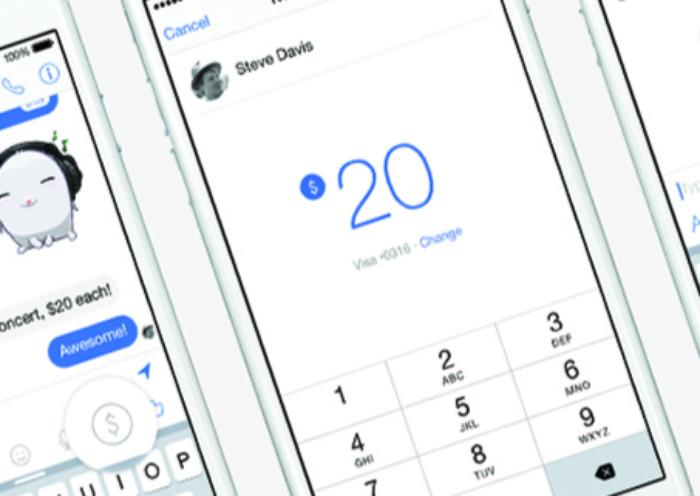 100%
oncert, $20 each!
Awesome!
$
U I O P
Cancel
Steve Davis
$ 20
Visa •0316 · Change
1
2
ABC
3
DEF
4
GHI
5
JKL
6
MNO
7
8
TUV
9
WXYZ